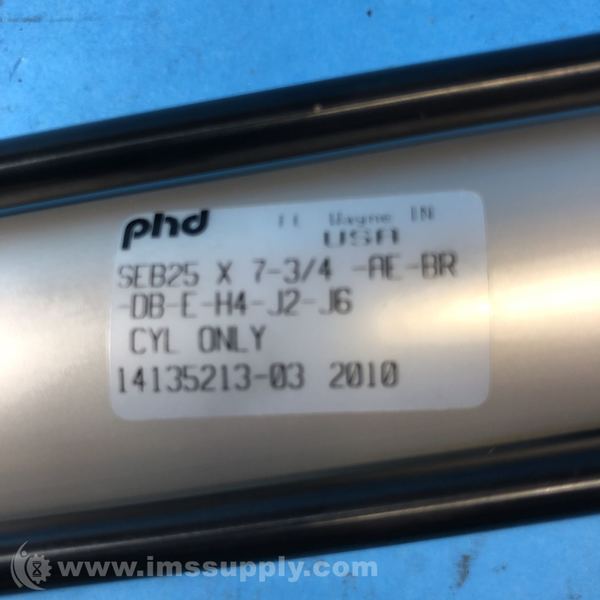 phd
Ft Wayne IN
USA
SEB25 X 7-3/4 -AE-BR
-DB-E-H4-J2-J6
CYL ONLY
14135213-03 2010
www.imssupply.com